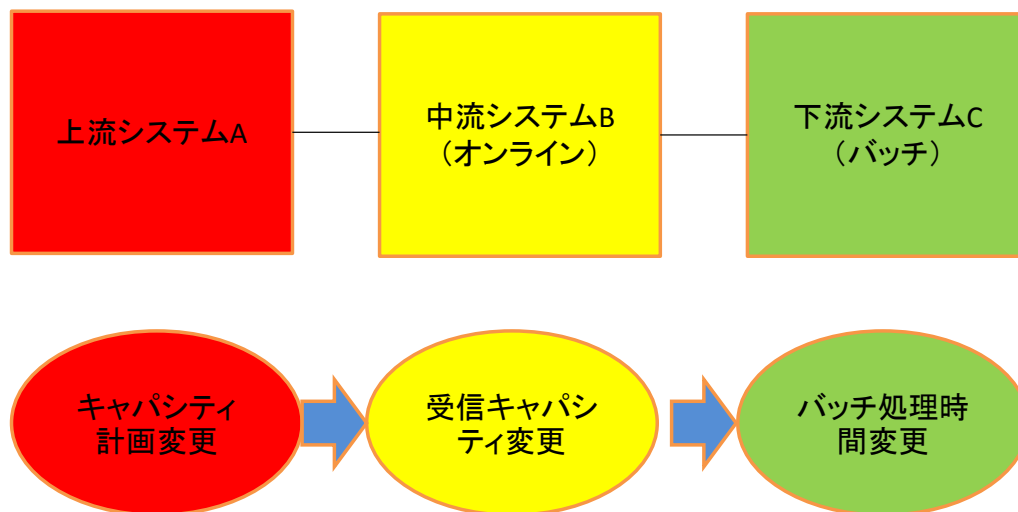 上流システムA
中流システムB
（オンライン）
下流システムC
（バッチ）
キャパシティ
計画変更
受信キャパシ
ティ変更
バッチ処理時
間変更